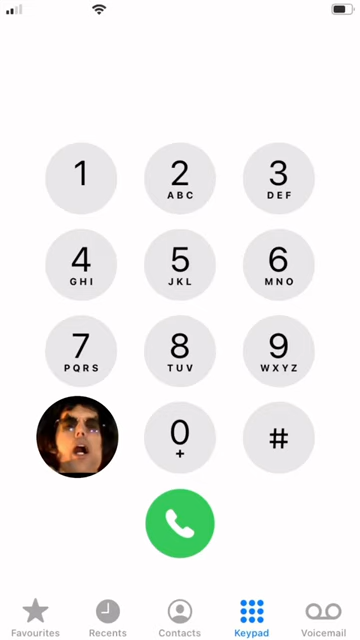 1
2
ABC
3
DEF
4
GHI
5
JKL
6
MNO
7
PQRS
8
TUV
9
WXYZ
0
+
#
Favourites
Recents
Contacts
Keypad
Voicemail